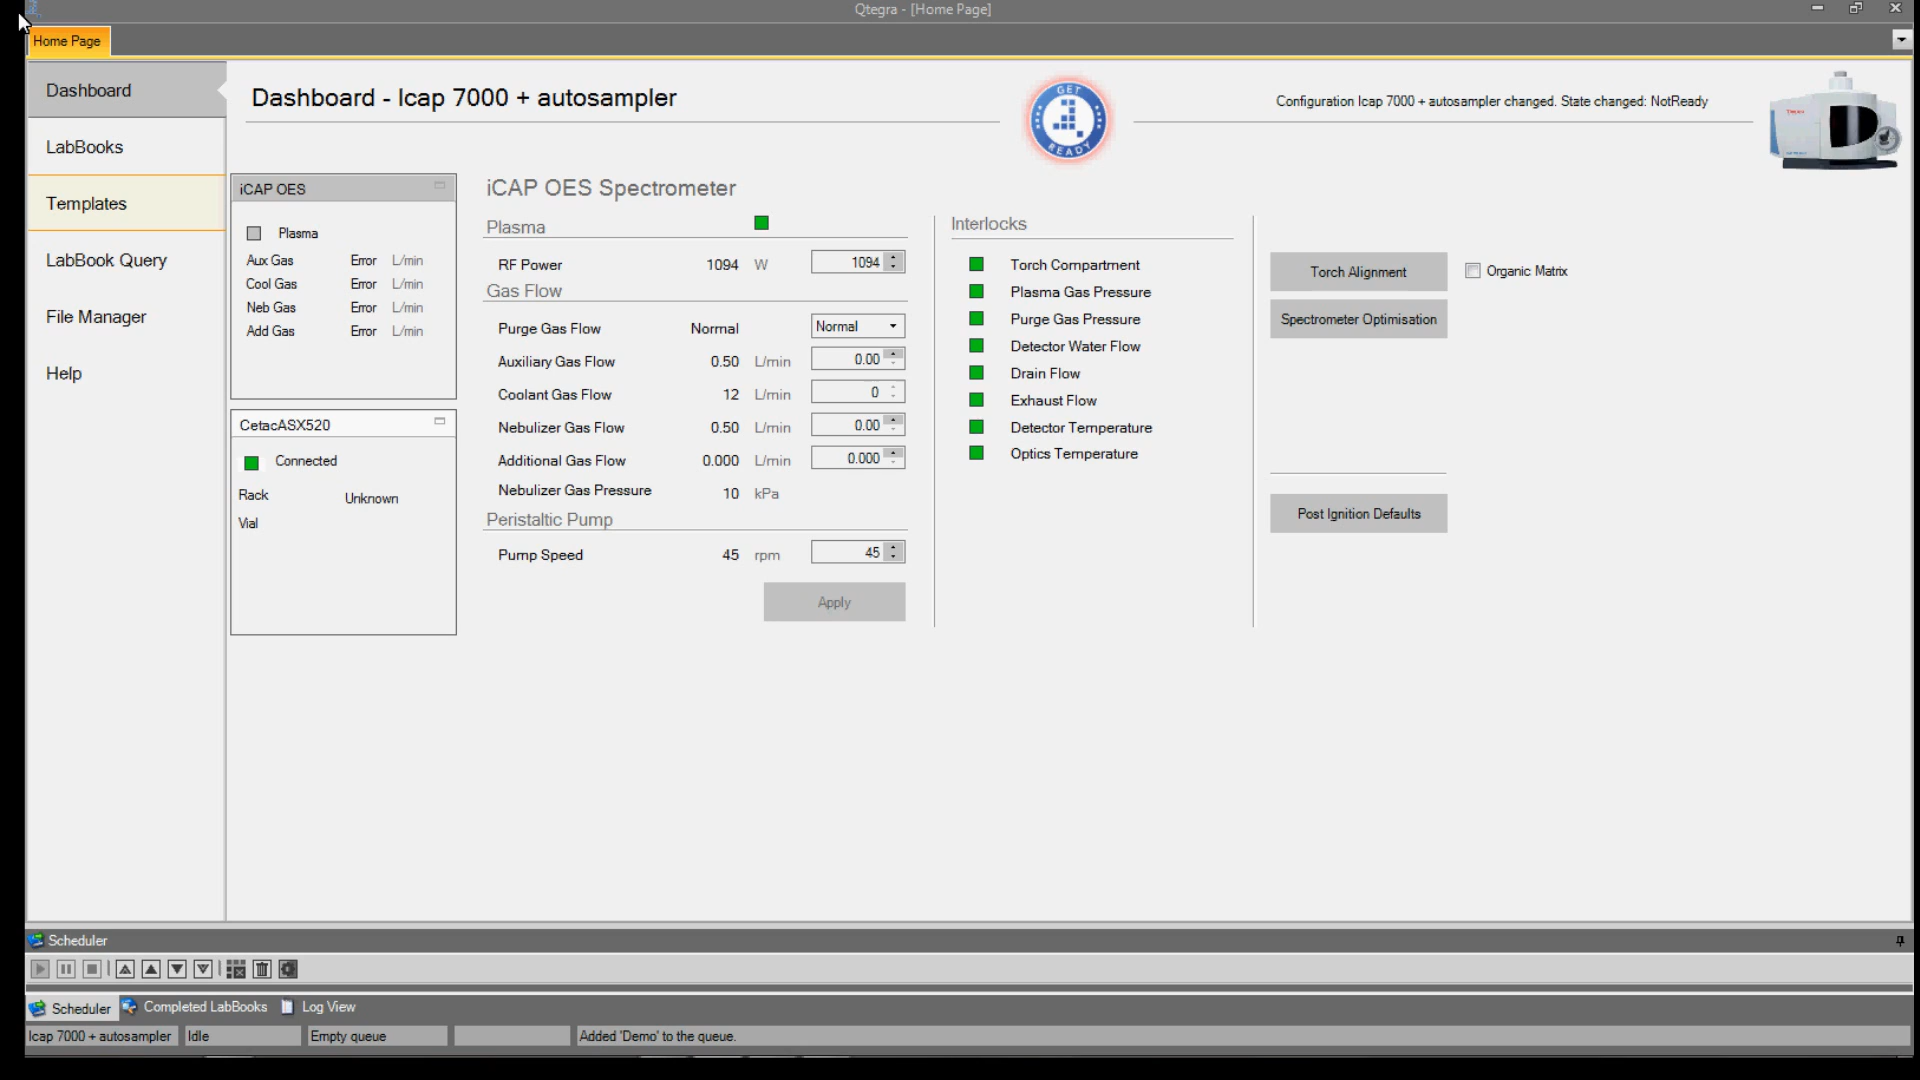 Qtegra - [Home Page]
Home Page
Dashboard
LabBooks
Templates
LabBook Query
File Manager
Help
Dashboard - Icap 7000 + autosampler
GET
READY
Configuration Icap 7000 + autosampler changed. State changed: NotReady
iCAP OES
Plasma
Aux Gas Error L/min
Cool Gas Error L/min
Neb Gas Error L/min
Add Gas Error L/min
CetacASX520
Connected
Rack Unknown
Vial
iCAP OES Spectrometer
Plasma
RF Power 1094 W 1094
Gas Flow
Purge Gas Flow Normal Normal
Auxiliary Gas Flow 0.50 L/min 0.00
Coolant Gas Flow 12 L/min 0
Nebulizer Gas Flow 0.50 L/min 0.00
Additional Gas Flow 0.000 L/min 0.000
Nebulizer Gas Pressure 10 kPa
Peristaltic Pump
Pump Speed 45 rpm 45
Apply
Interlocks
Torch Compartment
Plasma Gas Pressure
Purge Gas Pressure
Detector Water Flow
Drain Flow
Exhaust Flow
Detector Temperature
Optics Temperature
Torch Alignment
Organic Matrix
Spectrometer Optimisation
Post Ignition Defaults
Scheduler
Scheduler Completed LabBooks Log View
Icap 7000 + autosampler Idle Empty queue Added 'Demo' to the queue.